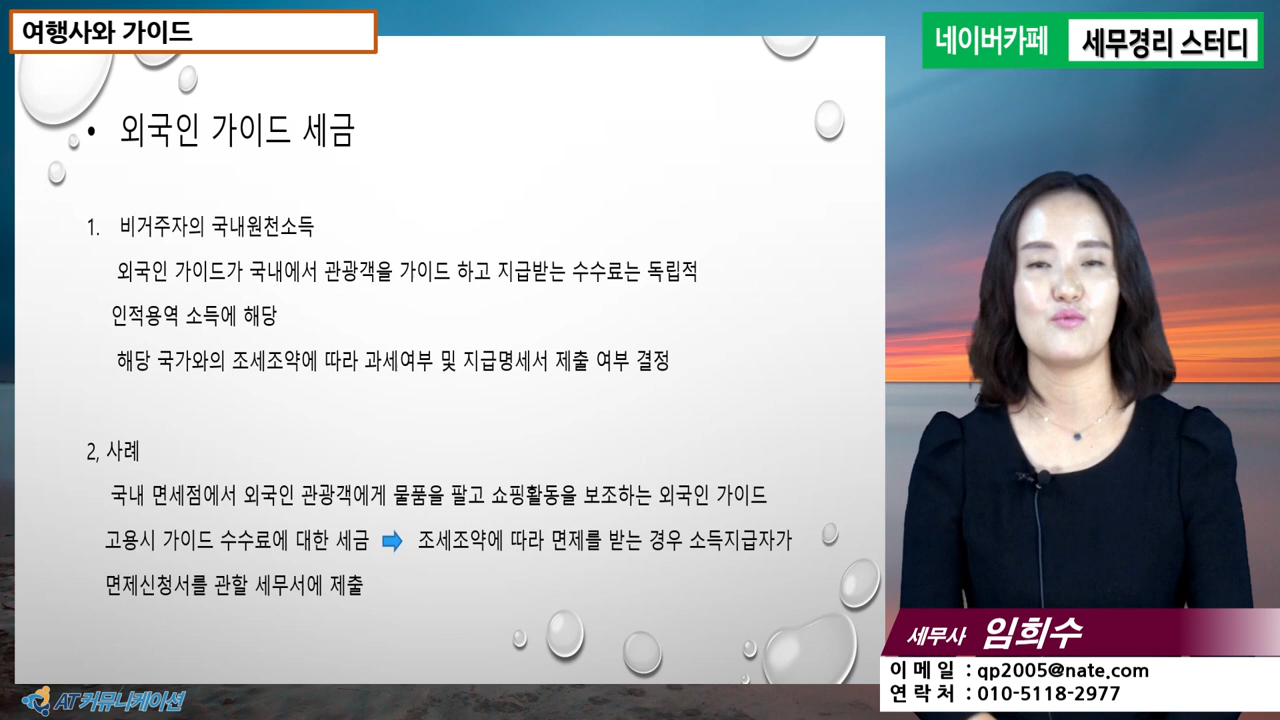 여행사와 가이드
네이버카페 세무경리 스터디
• 외국인 가이드 세금
1. 비거주자의 국내원천소득
외국인 가이드가 국내에서 관광객을 가이드 하고 지급받는 수수료는 독립적
인적용역 소득에 해당
해당 국가와의 조세조약에 따라 과세여부 및 지급명세서 제출 여부 결정
2, 사례
국내 면세점에서 외국인 관광객에게 물품을 팔고 쇼핑활동을 보조하는 외국인 가이드
고용시 가이드 수수료에 대한 세금 ➡ 조세조약에 따라 면제를 받는 경우 소득지급자가
면제신청서를 관할 세무서에 제출
세무사 임희수
이 메 일 : qp2005@nate.com
연 락 처 : 010-5118-2977
AT커뮤니케이션